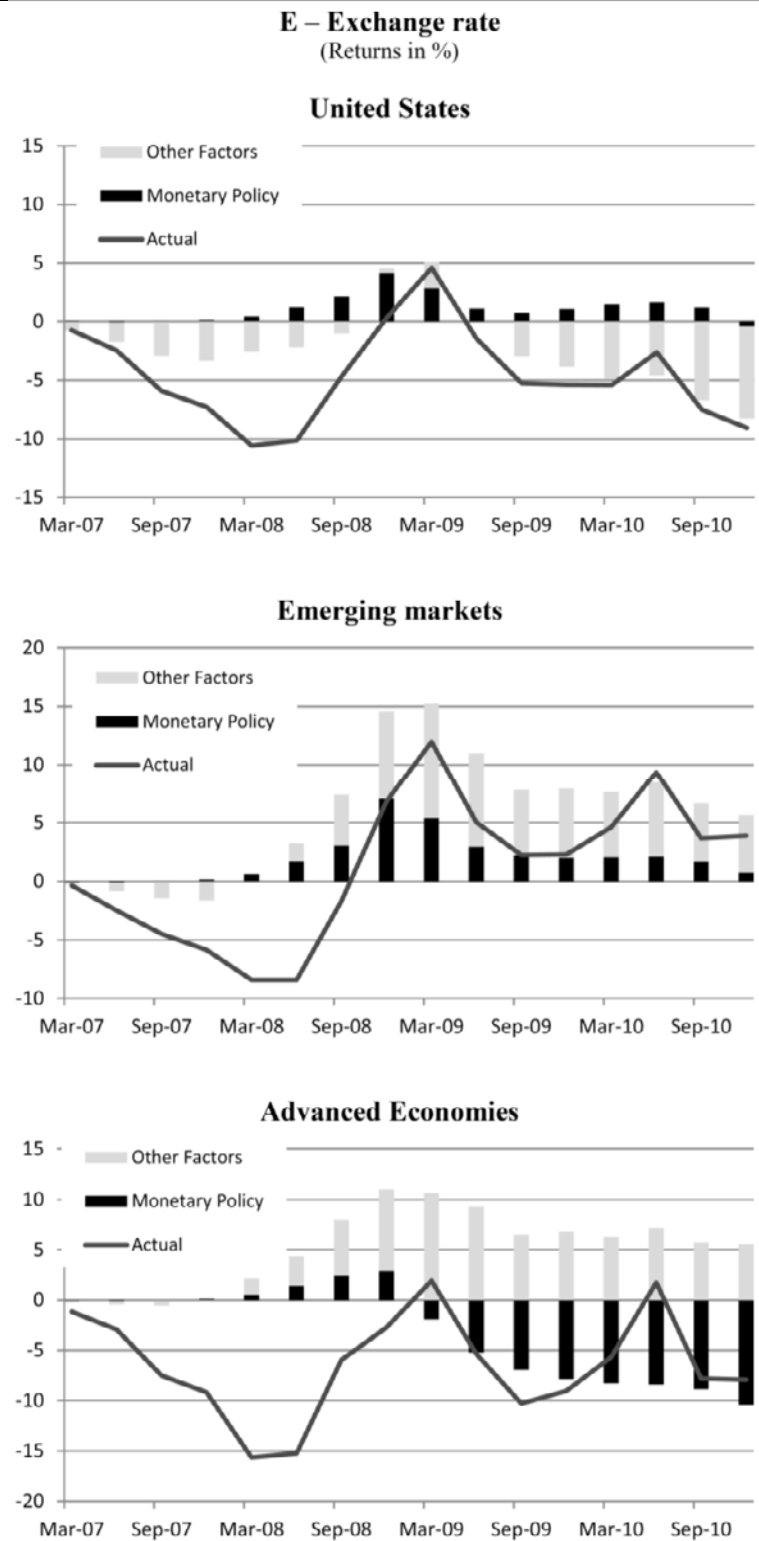 E – Exchange rate
(Returns in %)
United States
15
Other Factors
10
Monetary Policy
Actual
5
0
-5
-10
-15
Mar-07 Sep-07 Mar-08 Sep-08 Mar-09 Sep-09 Mar-10 Sep-10
Emerging markets
20
Other Factors
15
Monetary Policy
10
Actual
5
0
-5
-10
Mar-07 Sep-07 Mar-08 Sep-08 Mar-09 Sep-09 Mar-10 Sep-10
Advanced Economies
15
Other Factors
10
Monetary Policy
5
Actual
0
-5
-10
-15
-20
Mar-07 Sep-07 Mar-08 Sep-08 Mar-09 Sep-09 Mar-10 Sep-10